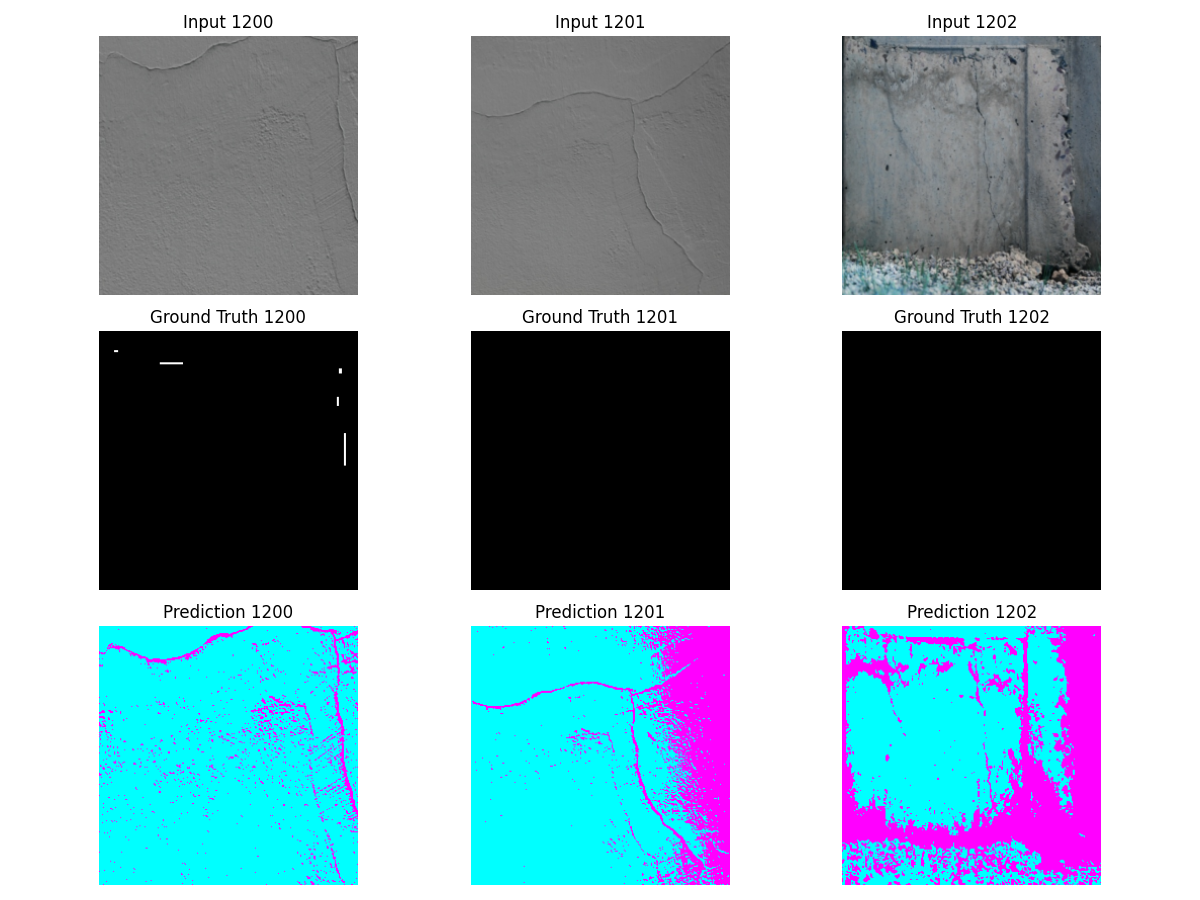 Input 1200
Input 1201
Input 1202
Ground Truth 1200
Ground Truth 1201
Ground Truth 1202
Prediction 1200
Prediction 1201
Prediction 1202